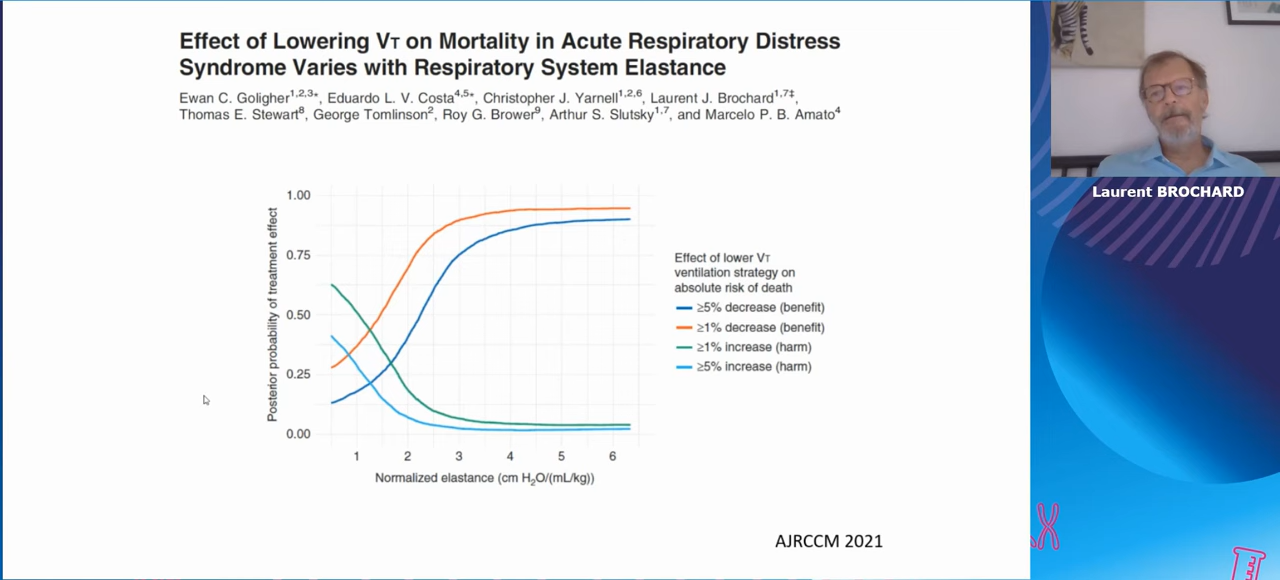 Effect of Lowering VT on Mortality in Acute Respiratory Distress
Syndrome Varies with Respiratory System Elastance
Ewan C. Goligher1,2,3*, Eduardo L. V. Costa4,5*, Christopher J. Yarnell1,2,6, Laurent J. Brochard1,7‡,
Thomas E. Stewart8, George Tomlinson2, Roy G. Brower9, Arthur S. Slutsky1,7, and Marcelo P. B. Amato4
Laurent BROCHARD
Posterior probability of treatment effect
1.00
0.75
0.50
0.25
0.00
1 2 3 4 5 6
Normalized elastance (cm H2O/(mL/kg))
Effect of lower VT
ventilation strategy on
absolute risk of death
≥5% decrease (benefit)
≥1% decrease (benefit)
≥1% increase (harm)
≥5% increase (harm)
AJRCCM 2021